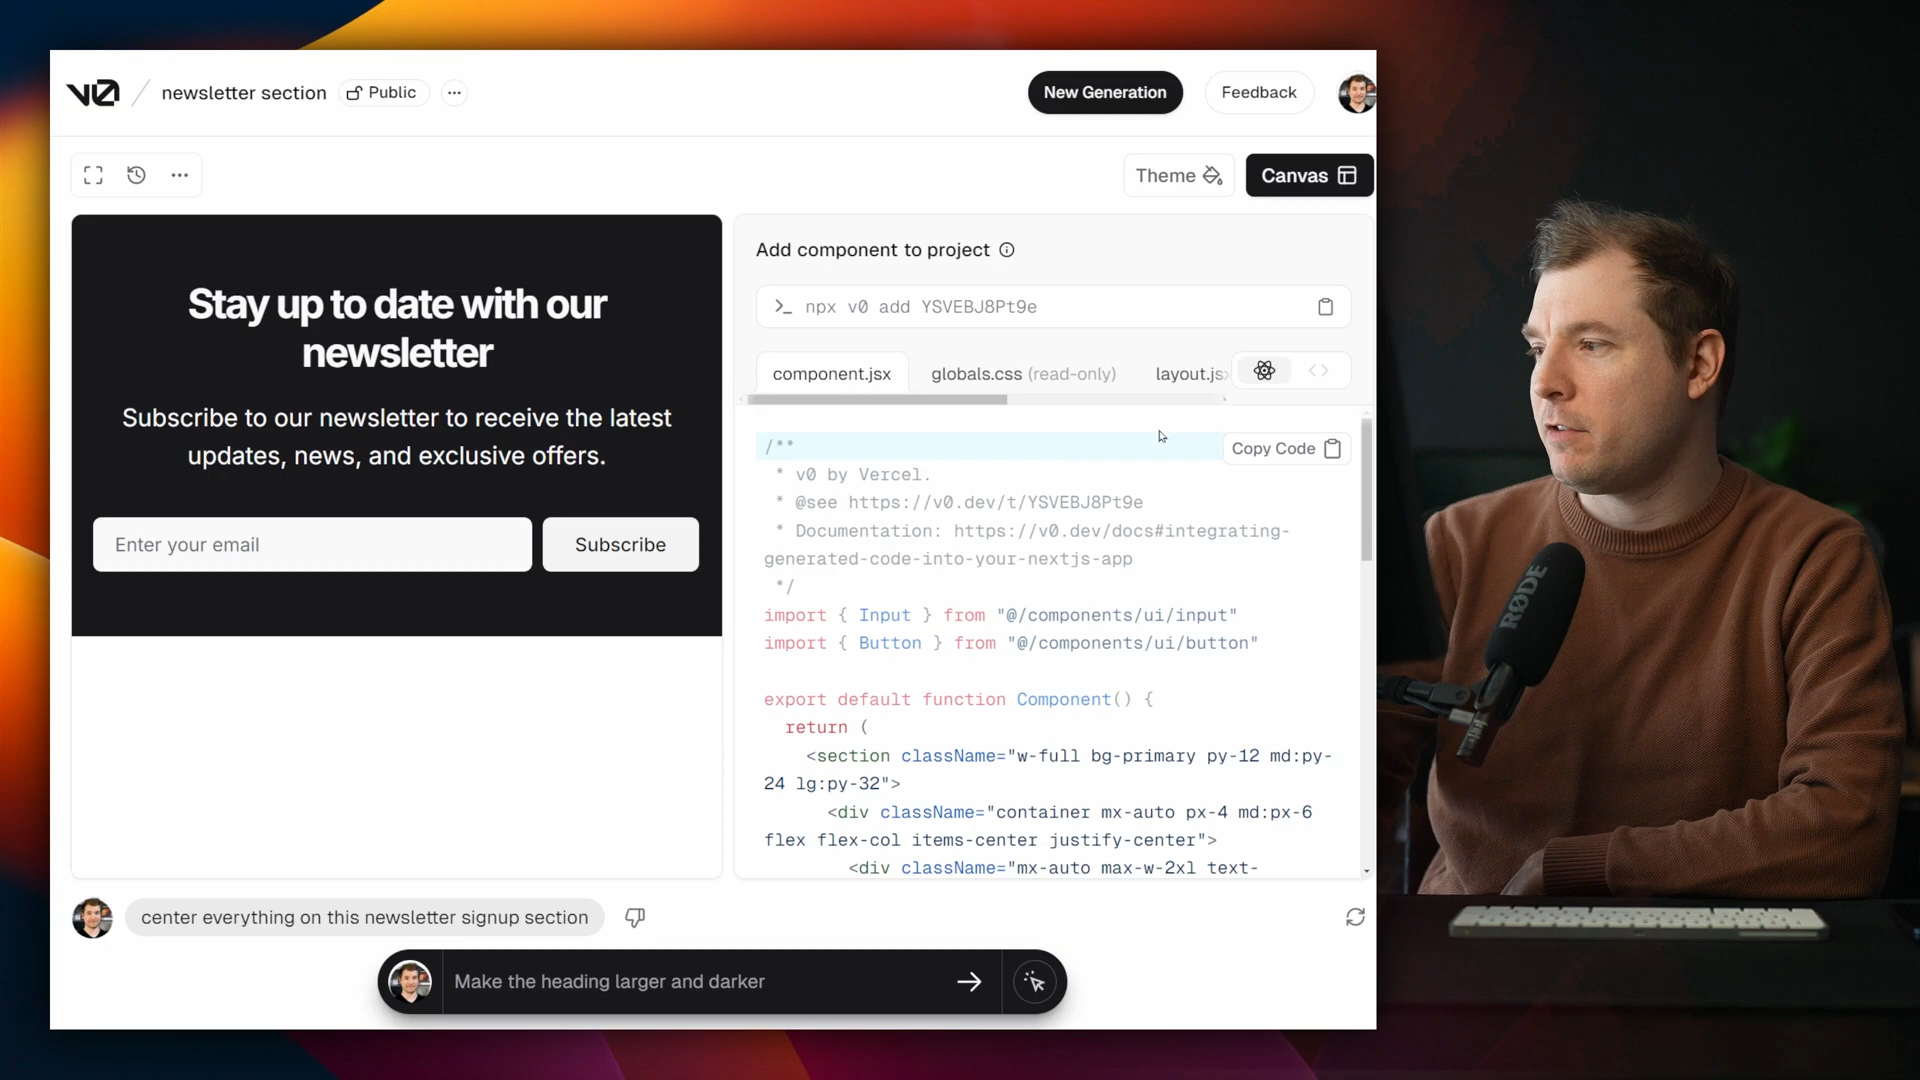 v0 / newsletter section Public ...
New Generation Feedback
Theme Canvas
Stay up to date with our
newsletter
Subscribe to our newsletter to receive the latest
updates, news, and exclusive offers.
Enter your email Subscribe
Add component to project
>_ npx v0 add YSVEBJ8Pt9e
component.jsx globals.css (read-only) layout.jsx <>
Copy Code
/**
* v0 by Vercel.
* @see https://v0.dev/t/YSVEBJ8Pt9e
* Documentation: https://v0.dev/docs#integrating-
generated-code-into-your-nextjs-app
*/
import { Input } from "@/components/ui/input"
import { Button } from "@/components/ui/button"
export default function Component() {
return (
<section className="w-full bg-primary py-12 md:py-
24 lg:py-32">
<div className="container mx-auto px-4 md:px-6
flex flex-col items-center justify-center">
<div className="mx-auto max-w-2xl text-
center everything on this newsletter signup section
Make the heading larger and darker
RØDE